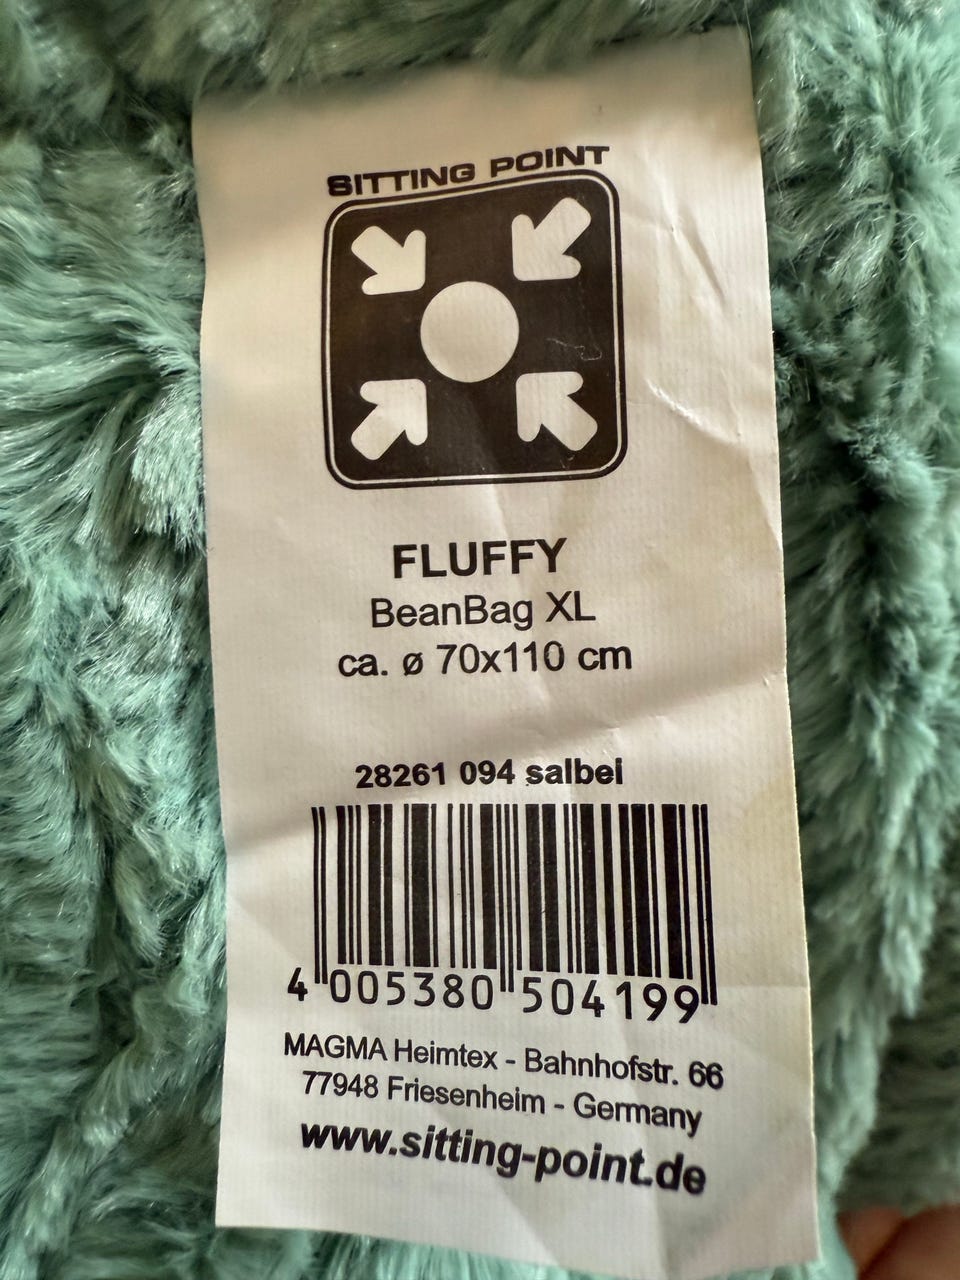 SITTING POINT
FLUFFY
BeanBag XL
ca. ø 70x110 cm
28261 094 salbei
4 005380 504199
MAGMA Heimtex - Bahnhofstr. 66
77948 Friesenheim - Germany
www.sitting-point.de